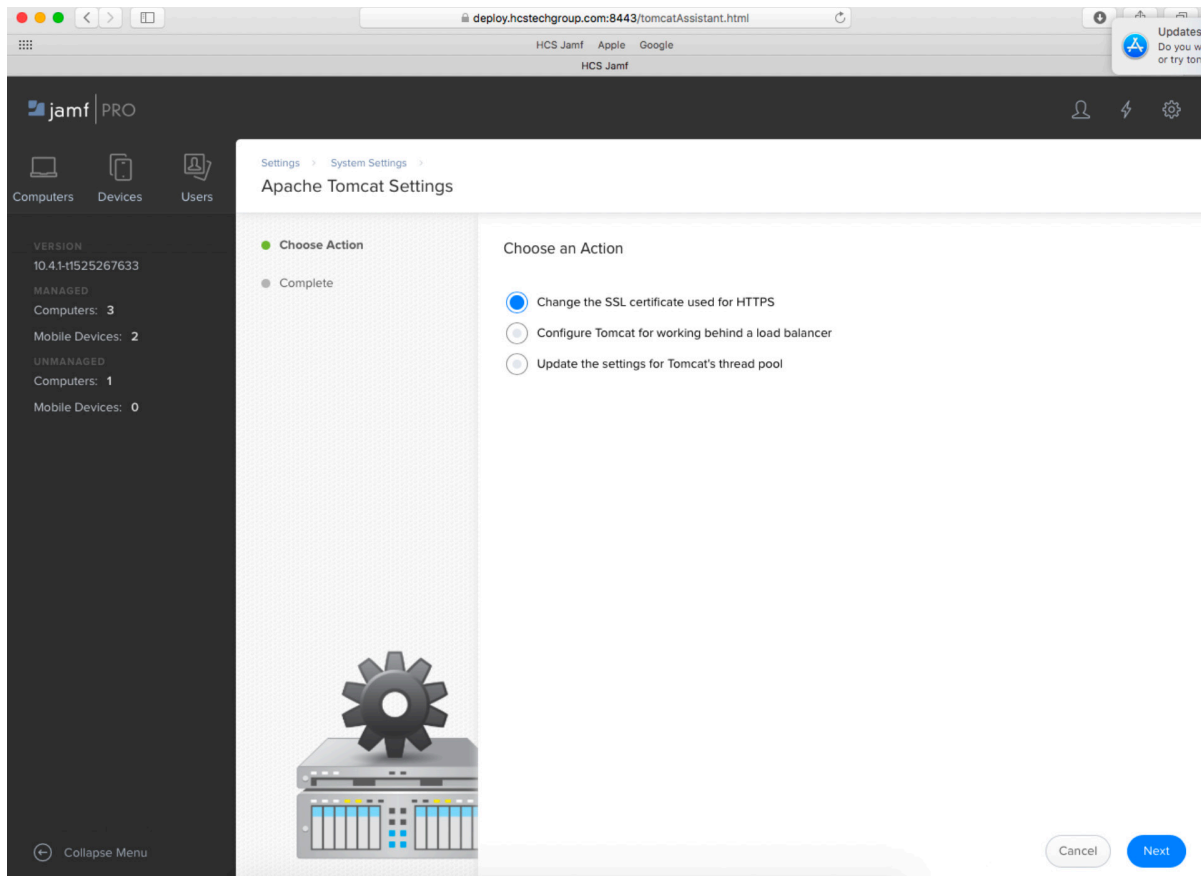 deploy.hcstechgroup.com:8443/tomcatAssistant.html
Updates
Do you w
or try ton
HCS Jamf Apple Google
HCS Jamf
jamf PRO
Computers Devices Users
Settings > System Settings >
Apache Tomcat Settings
VERSION
10.4.1-t1525267633
MANAGED
Computers: 3
Mobile Devices: 2
UNMANAGED
Computers: 1
Mobile Devices: 0
Choose Action
Complete
Choose an Action
Change the SSL certificate used for HTTPS
Configure Tomcat for working behind a load balancer
Update the settings for Tomcat's thread pool
Collapse Menu
Cancel Next